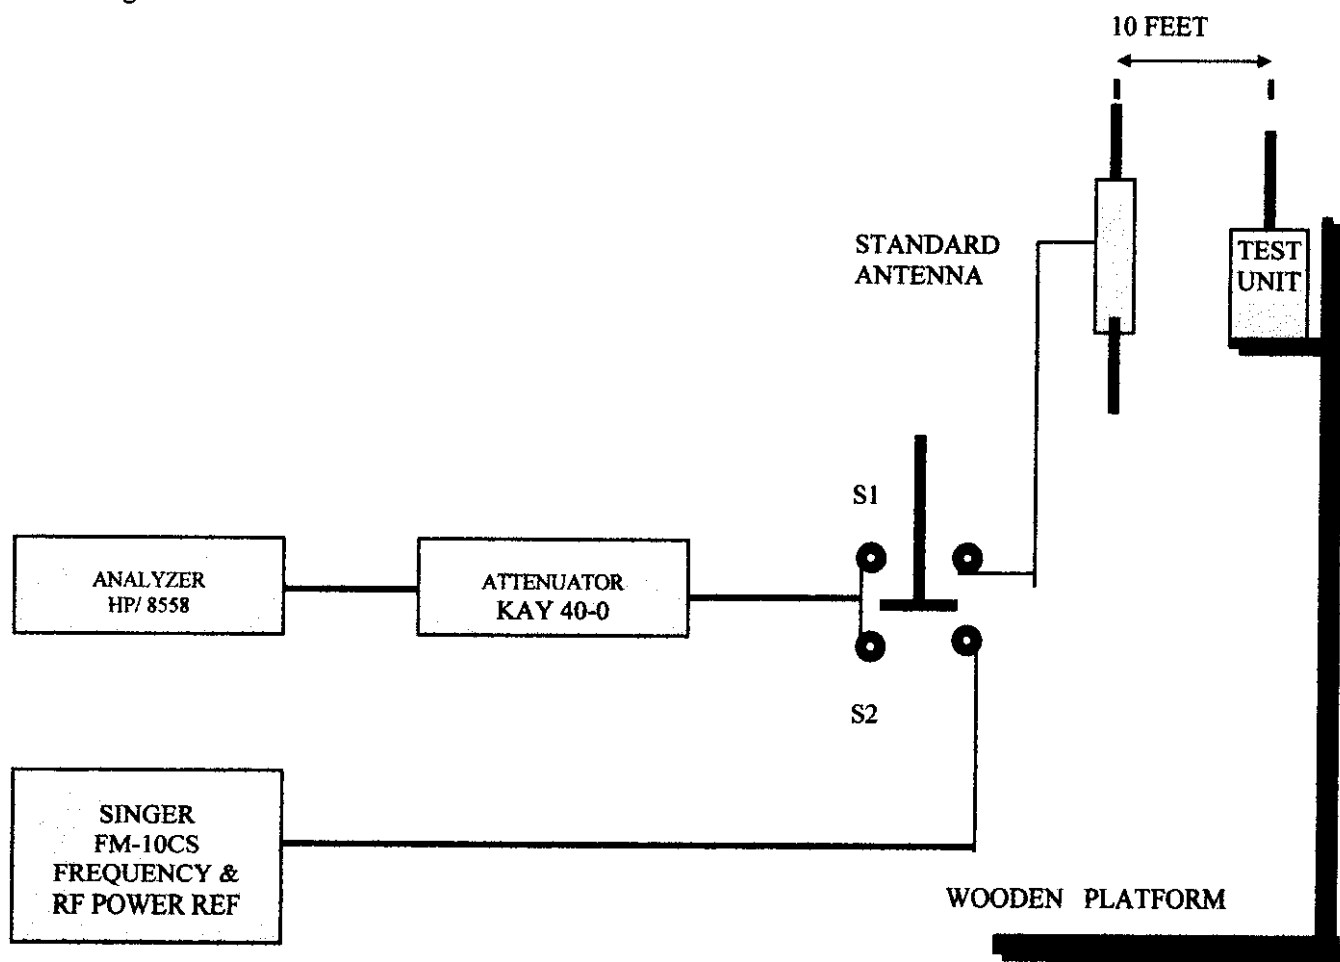 10 FEET
STANDARD
ANTENNA
TEST
UNIT
S1
ANALYZER
HP/ 8558
ATTENUATOR
KAY 40-0
S2
SINGER
FM-10CS
FREQUENCY &
RF POWER REF
WOODEN PLATFORM